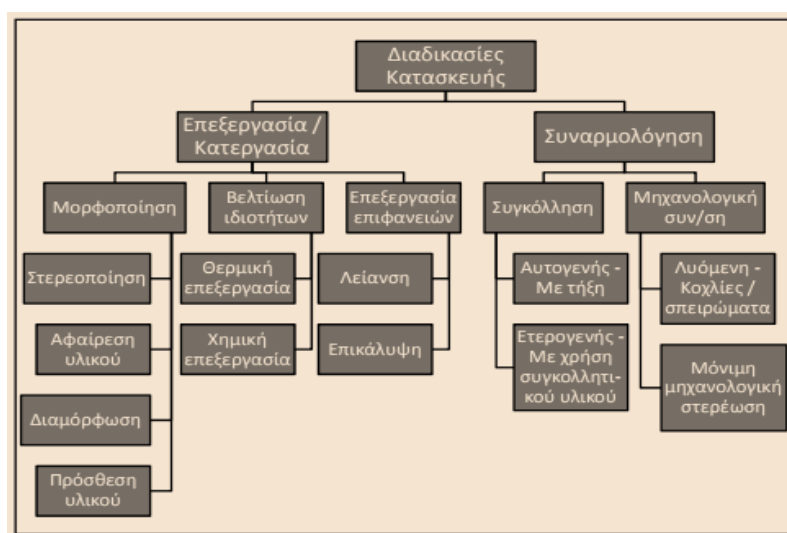 Διαδικασίες
Κατασκευής
Επεξεργασία /
Κατεργασία
Συναρμολόγηση
Μορφοποίηση
Βελτίωση
ιδιοτήτων
Επεξεργασία
επιφανειών
Συγκόλληση
Μηχανολογική
συν/ση
Στερεοποίηση
Θερμική
επεξεργασία
Λείανση
Αυτογενής -
Με τήξη
Λυόμενη -
Κοχλίες /
σπειρώματα
Αφαίρεση
υλικού
Χημική
επεξεργασία
Επικάλυψη
Ετερογενής -
Με χρήση
συγκολλητι-
κού υλικού
Μόνιμη
μηχανολογική
στερέωση
Διαμόρφωση
Πρόσθεση
υλικού